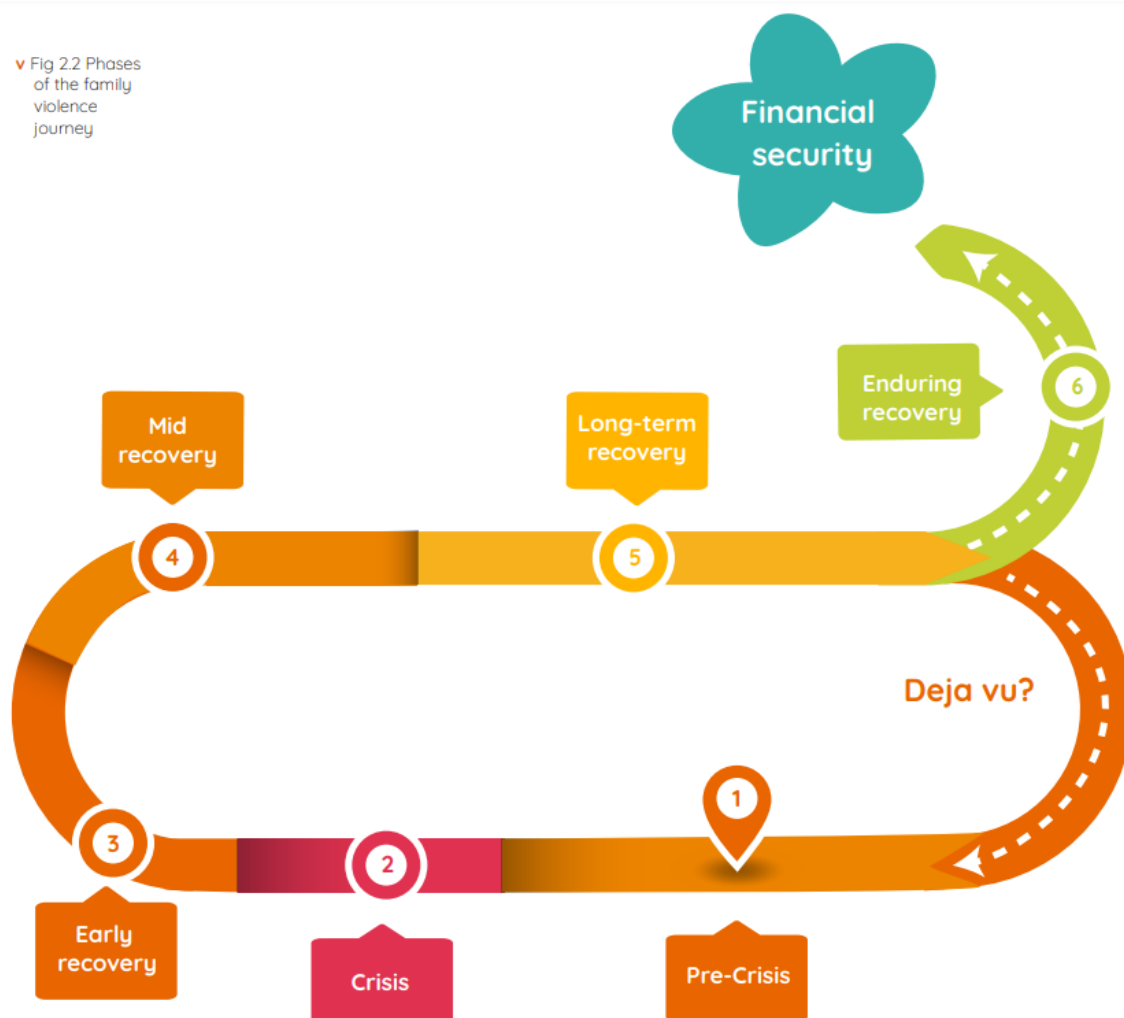 v Fig 2.2 Phases
of the family
violence
journey
Financial
security
Enduring
recovery
6
Mid
recovery
Long-term
recovery
4
5
Deja vu?
1
3
2
Early
recovery
Crisis
Pre-Crisis